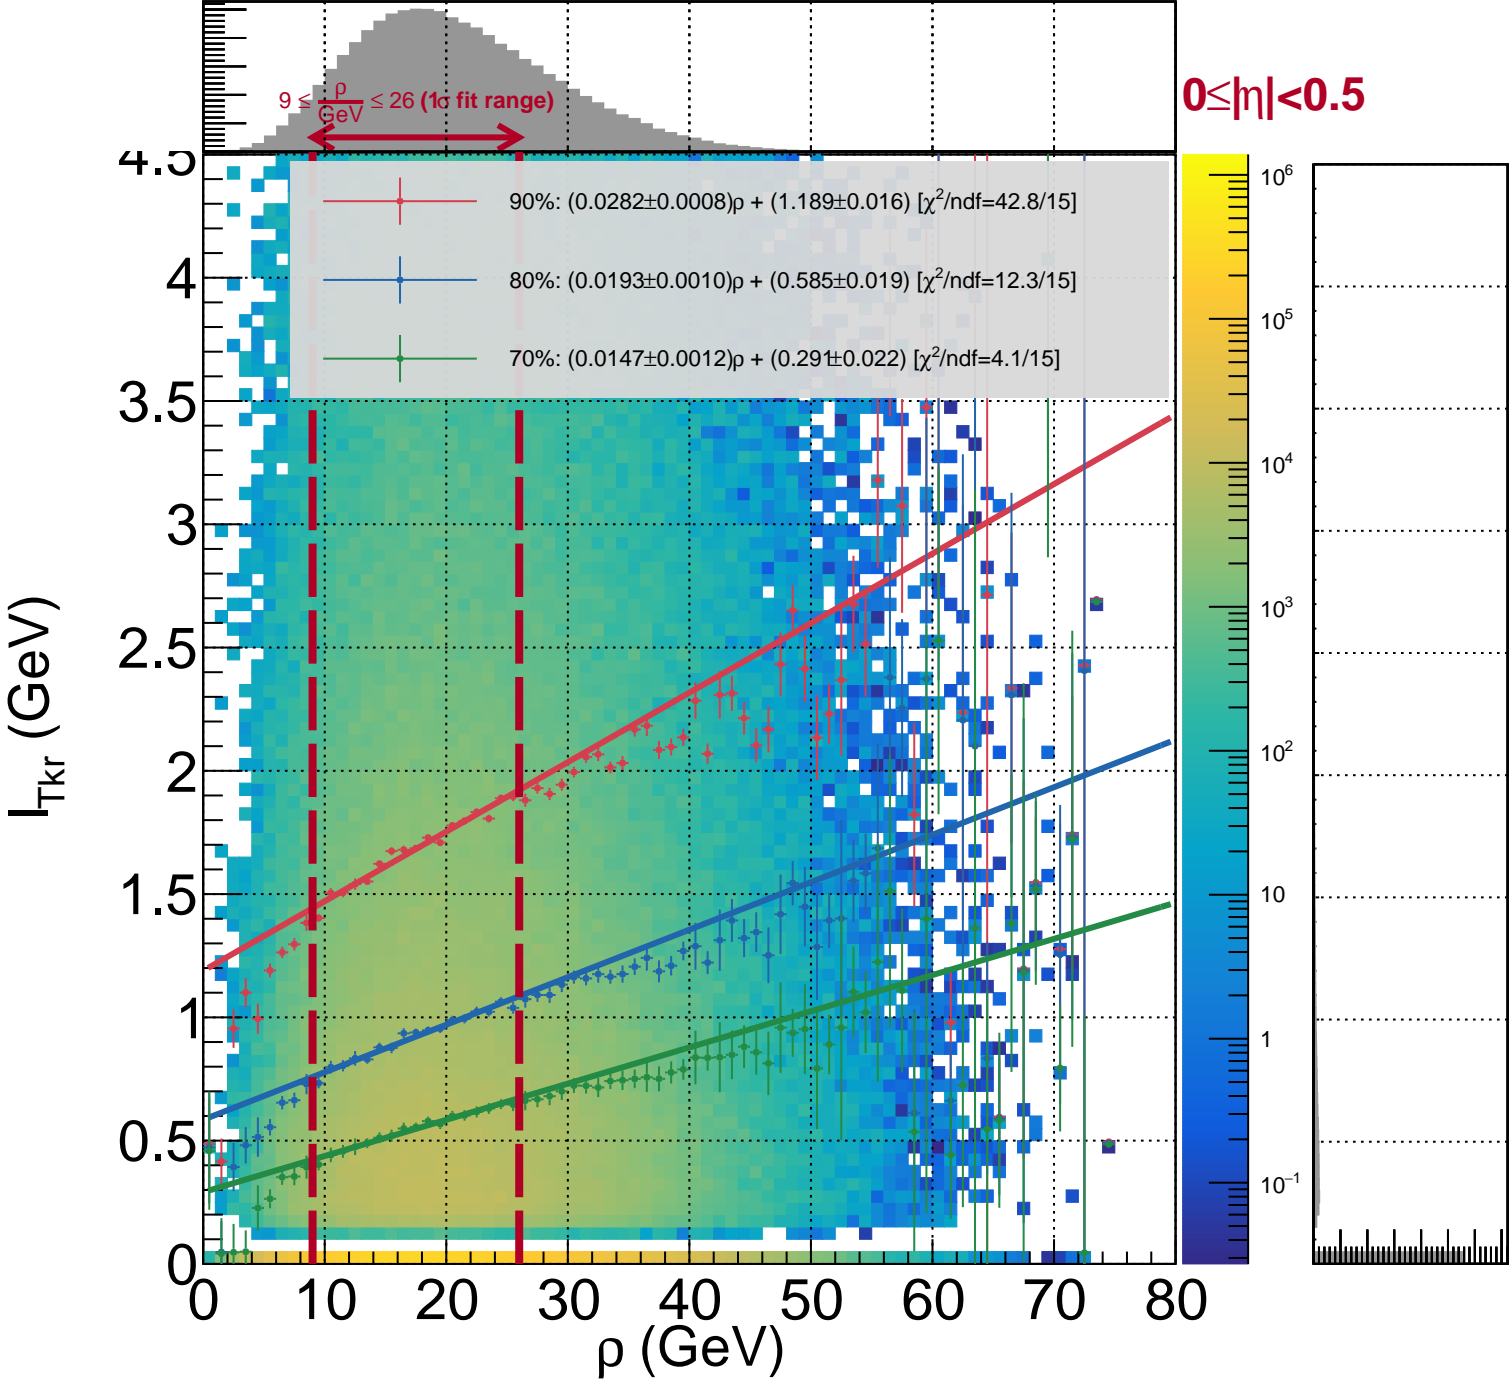 9 ≤ ρ/GeV ≤ 26 (1σ fit range)
0≤|η|<0.5
90%: (0.0282±0.0008)ρ + (1.189±0.016) [χ²/ndf=42.8/15]
80%: (0.0193±0.0010)ρ + (0.585±0.019) [χ²/ndf=12.3/15]
70%: (0.0147±0.0012)ρ + (0.291±0.022) [χ²/ndf=4.1/15]
4.5
4
3.5
3
2.5
2
1.5
1
0.5
0
I_Tkr (GeV)
0 10 20 30 40 50 60 70 80
ρ (GeV)
10⁶
10⁵
10⁴
10³
10²
10
1
10⁻¹